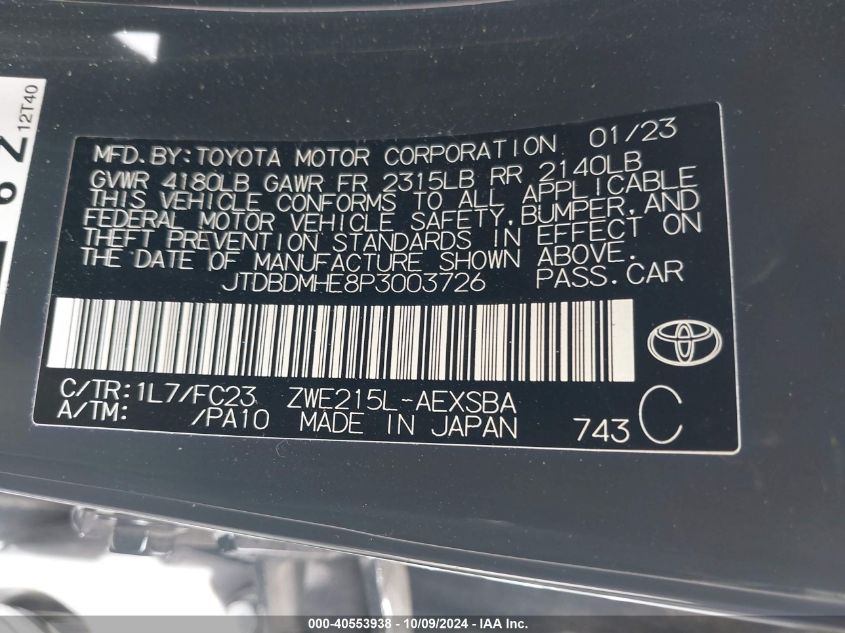 12T40
MFD. BY: TOYOTA MOTOR CORPORATION 01/23
GVWR 4180LB GAWR FR 2315LB RR 2140LB
THIS VEHICLE CONFORMS TO ALL APPLICABLE
FEDERAL MOTOR VEHICLE SAFETY, BUMPER, AND
THEFT PREVENTION STANDARDS IN EFFECT ON
THE DATE OF MANUFACTURE SHOWN ABOVE.
JTDBDMHE8P3003726 PASS. CAR
C/TR: 1L7/FC23 ZWE215L-AEXSBA
A/TM: /PA10 MADE IN JAPAN 743 C
000-40553938 - 10/09/2024 - IAA Inc.